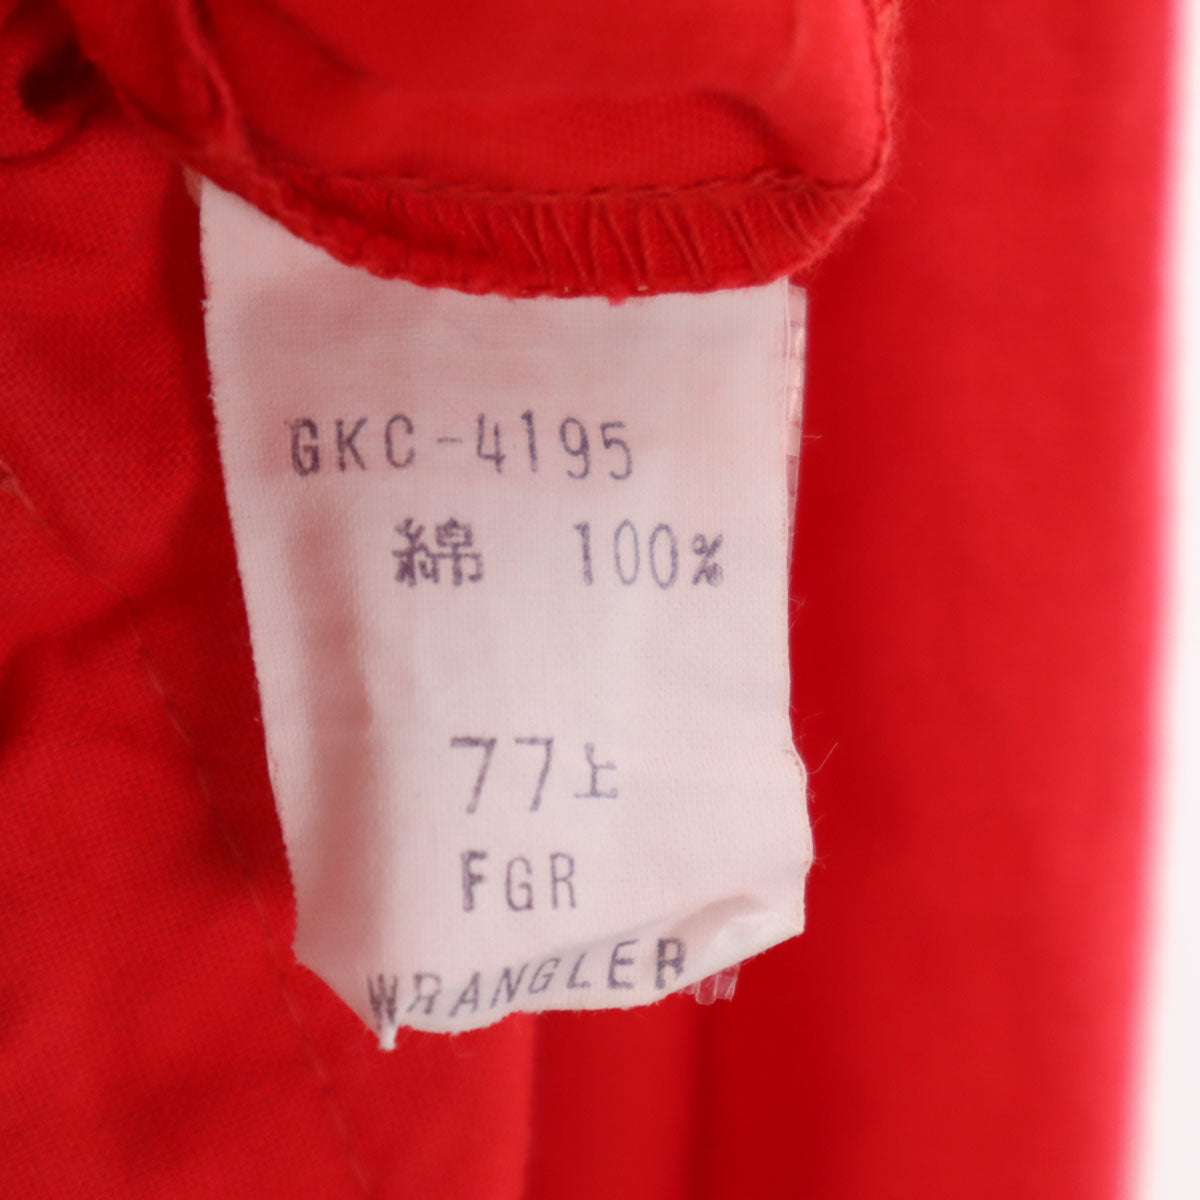 GKC-4195
綿 100%
77上
FGR
WRANGLER